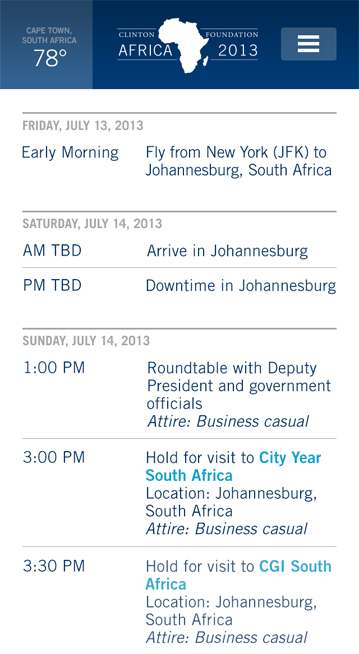 CAPE TOWN,
SOUTH AFRICA
78°
CLINTON FOUNDATION
AFRICA 2013
FRIDAY, JULY 13, 2013
Early Morning Fly from New York (JFK) to
Johannesburg, South Africa
SATURDAY, JULY 14, 2013
AM TBD Arrive in Johannesburg
PM TBD Downtime in Johannesburg
SUNDAY, JULY 14, 2013
1:00 PM Roundtable with Deputy
President and government
officials
Attire: Business casual
3:00 PM Hold for visit to City Year
South Africa
Location: Johannesburg,
South Africa
Attire: Business casual
3:30 PM Hold for visit to CGI South
Africa
Location: Johannesburg,
South Africa
Attire: Business casual